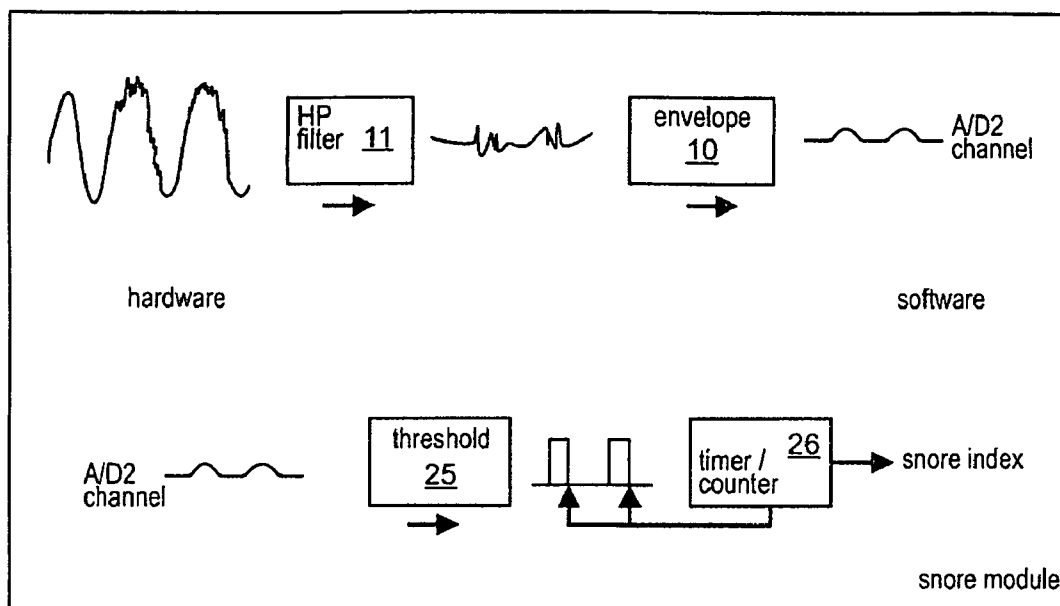 HP
filter 11
envelope
10
A/D2
channel
hardware
software
A/D2
channel
threshold
25
26
timer /
counter
snore index
snore module